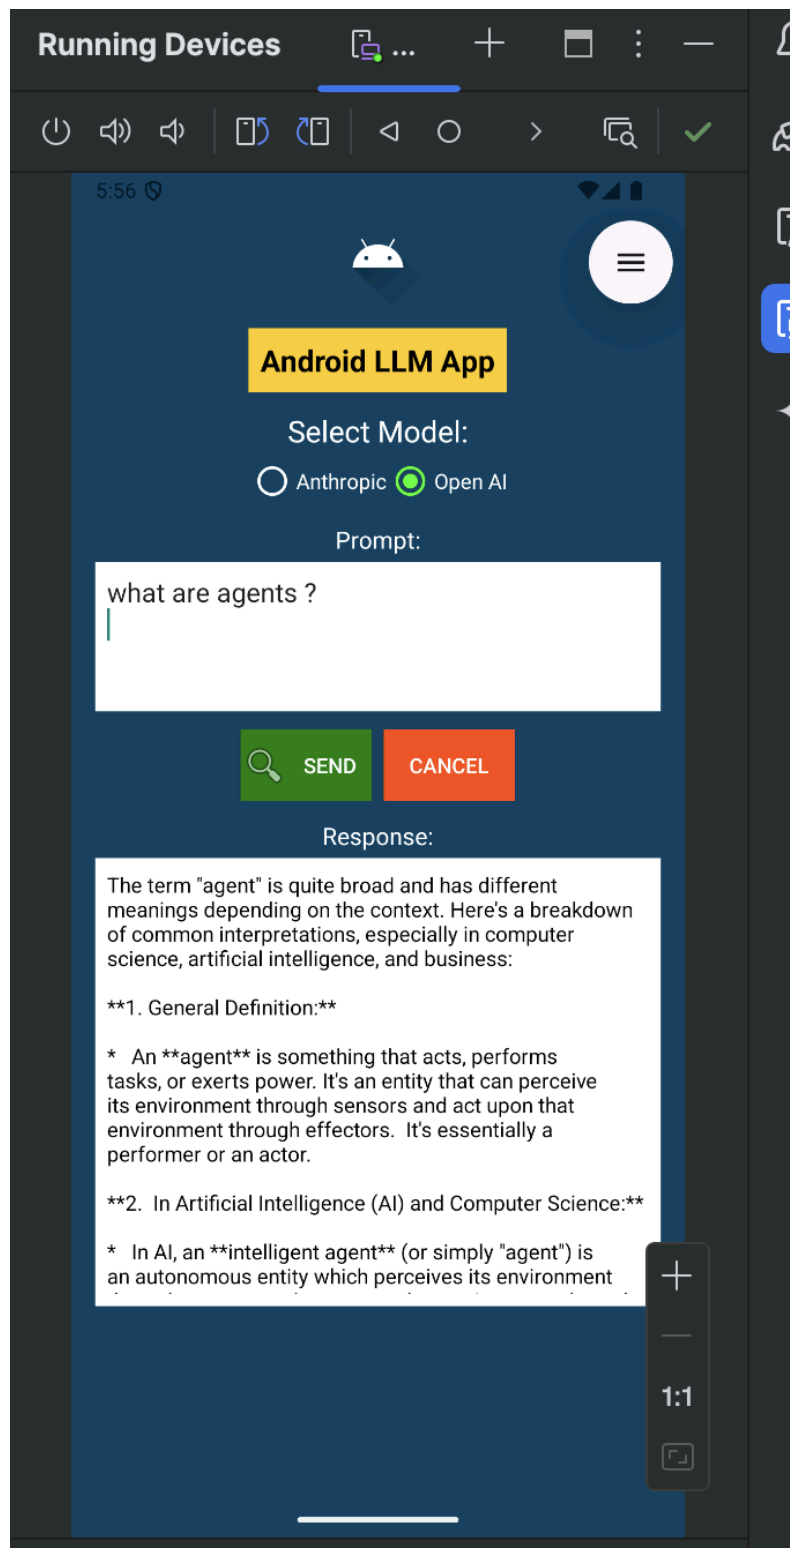 Running Devices
...
5:56
Android LLM App
Select Model:
Anthropic Open AI
Prompt:
what are agents ?
SEND CANCEL
Response:
The term "agent" is quite broad and has different
meanings depending on the context. Here's a breakdown
of common interpretations, especially in computer
science, artificial intelligence, and business:
**1. General Definition:**
*   An **agent** is something that acts, performs
tasks, or exerts power. It's an entity that can perceive
its environment through sensors and act upon that
environment through effectors.  It's essentially a
performer or an actor.
**2.  In Artificial Intelligence (AI) and Computer Science:**
*   In AI, an **intelligent agent** (or simply "agent") is
an autonomous entity which perceives its environment
1:1